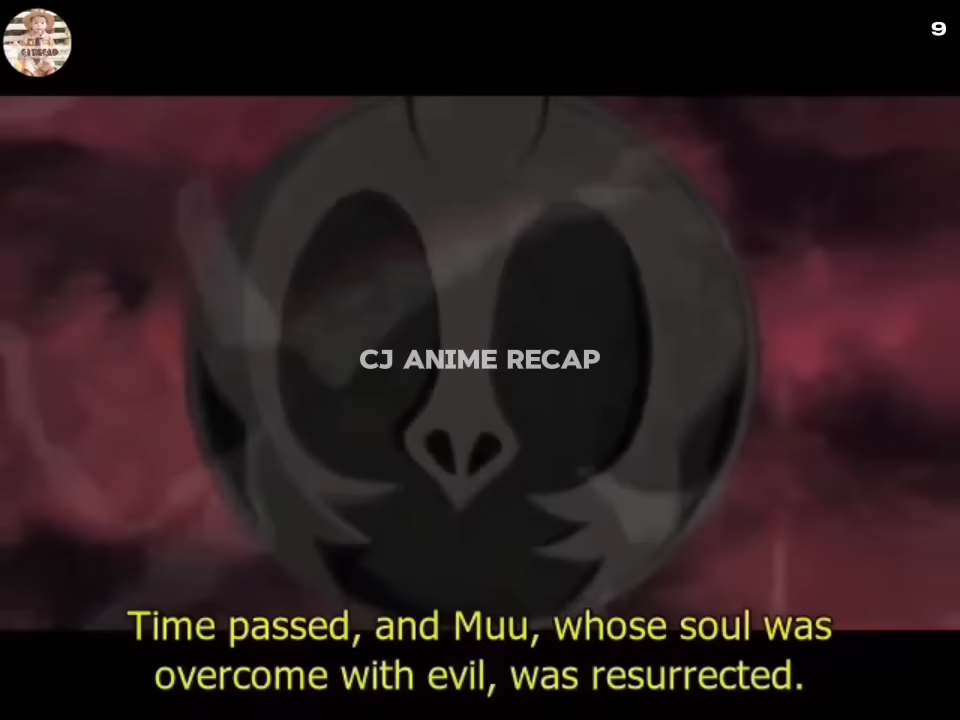 9
CJ ANIME RECAP
Time passed, and Muu, whose soul was
overcome with evil, was resurrected.